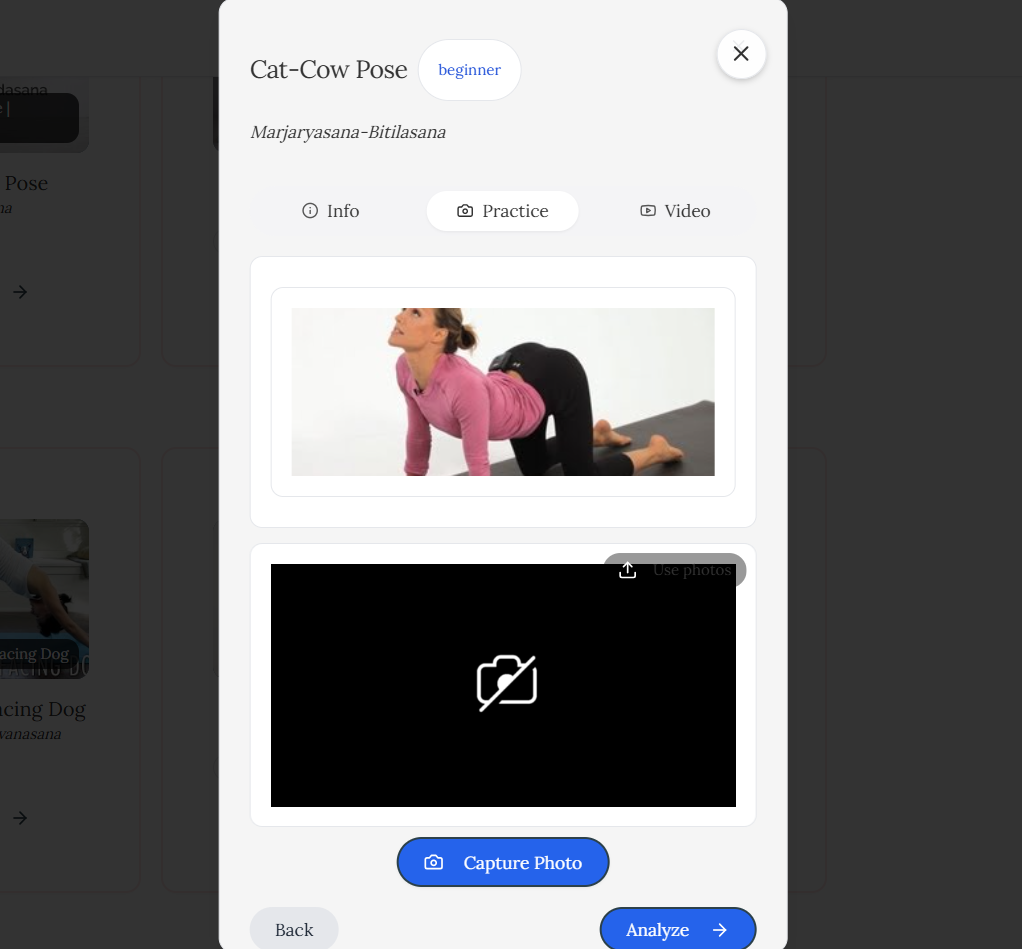 Cat-Cow Pose
beginner
Marjaryasana-Bitilasana
Info
Practice
Video
Use photos
Capture Photo
Back
Analyze
dasana
e |
Pose
na
acing Dog
acing Dog
vanasana